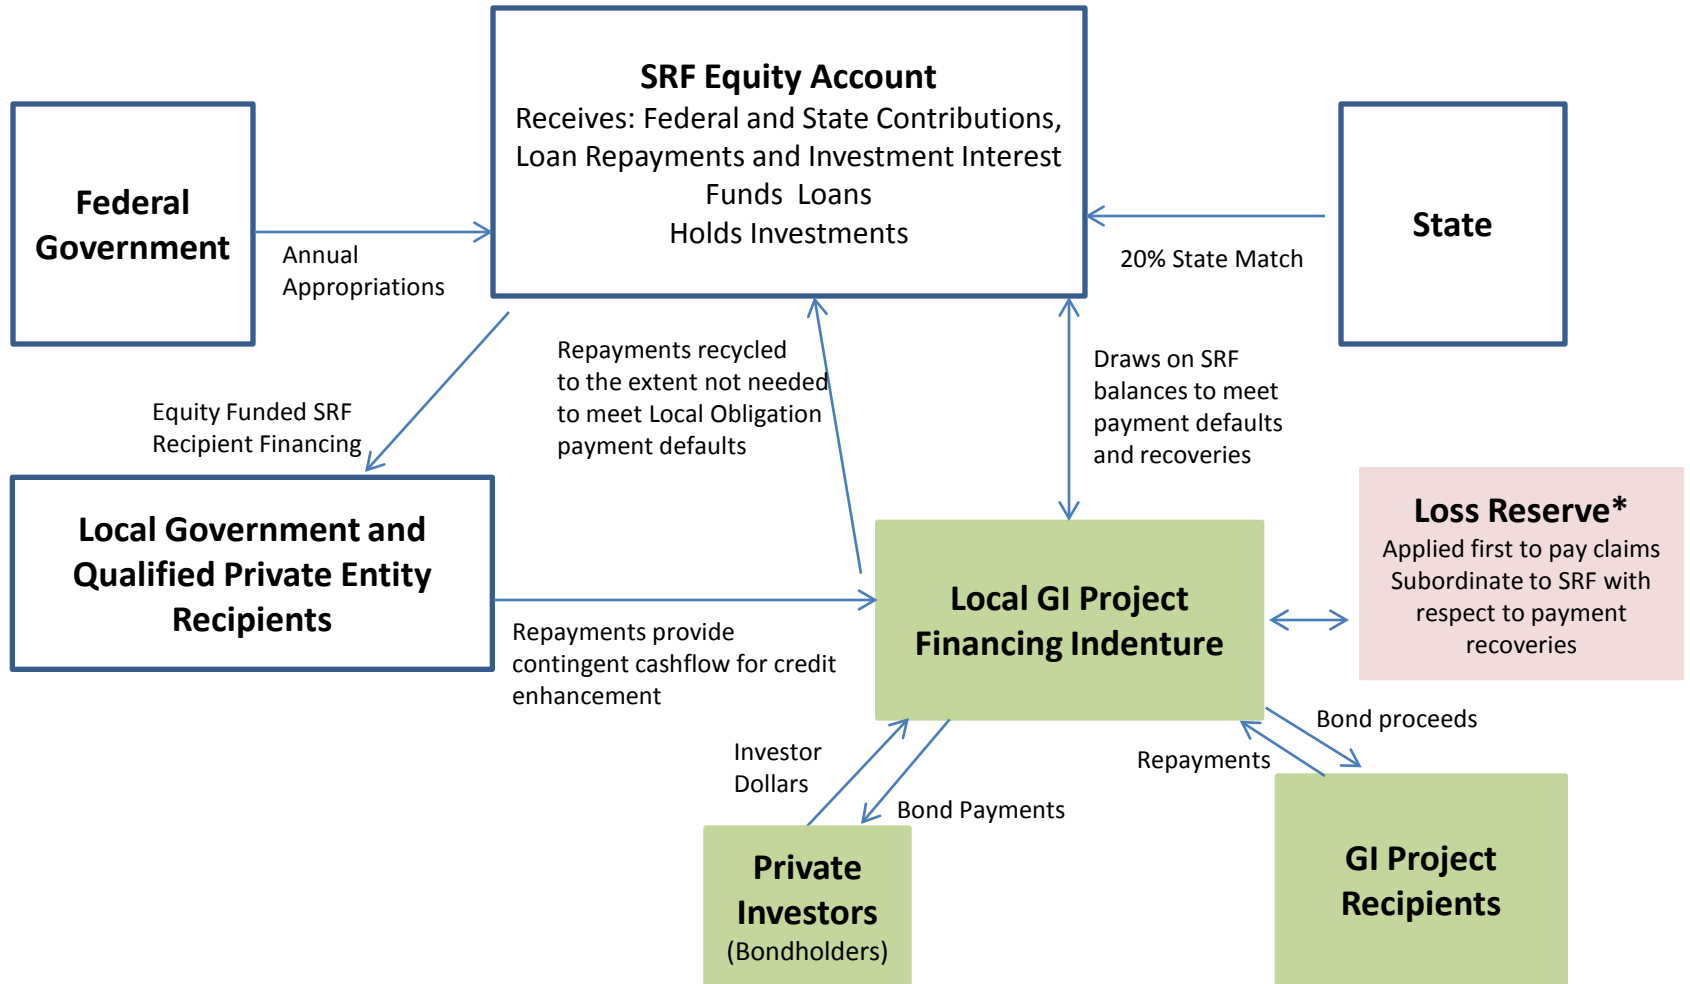 SRF Equity Account
Receives: Federal and State Contributions,
Loan Repayments and Investment Interest
Funds Loans
Holds Investments
Federal
Government
State
Annual
Appropriations
20% State Match
Equity Funded SRF
Recipient Financing
Repayments recycled
to the extent not needed
to meet Local Obligation
payment defaults
Draws on SRF
balances to meet
payment defaults
and recoveries
Local Government and
Qualified Private Entity
Recipients
Repayments provide
contingent cashflow for credit
enhancement
Local GI Project
Financing Indenture
Loss Reserve*
Applied first to pay claims
Subordinate to SRF with
respect to payment
recoveries
Investor
Dollars
Bond Payments
Repayments
Bond proceeds
Private
Investors
(Bondholders)
GI Project
Recipients